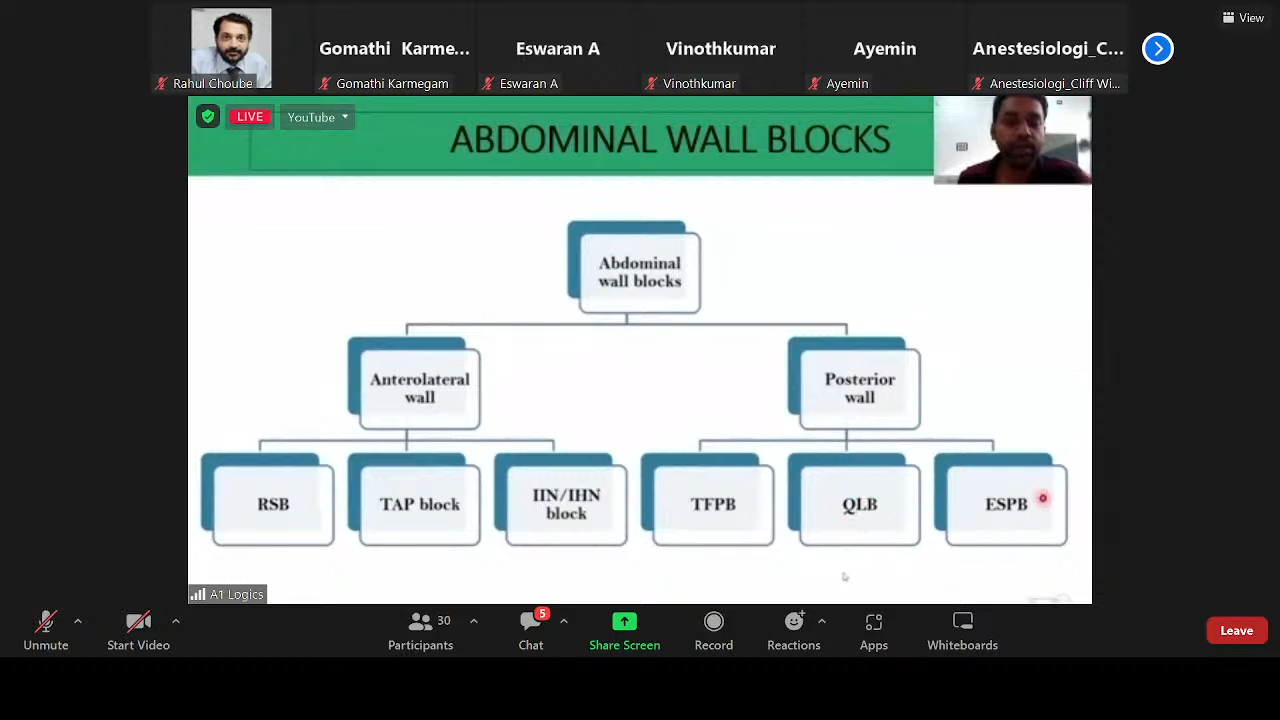 View
Gomathi Karme...
Eswaran A
Vinothkumar
Ayemin
Anestesiologi_C...
Rahul Choube
Gomathi Karmegam
Eswaran A
Vinothkumar
Ayemin
Anestesiologi_Cliff Wi...
LIVE
YouTube
ABDOMINAL WALL BLOCKS
Abdominal
wall blocks
Anterolateral
wall
Posterior
wall
RSB
TAP block
IIN/IHN
block
TFPB
QLB
ESPB
A1 Logics
30
5
Unmute
Start Video
Participants
Chat
Share Screen
Record
Reactions
Apps
Whiteboards
Leave